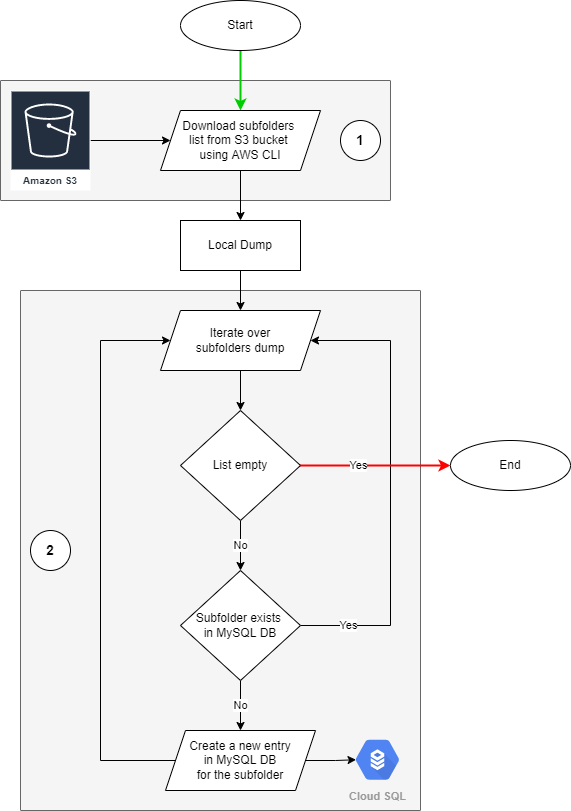 Start
Download subfolders
list from S3 bucket
using AWS CLI
1
Amazon S3
Local Dump
Iterate over
subfolders dump
List empty
Yes
End
No
2
Subfolder exists
in MySQL DB
Yes
No
Create a new entry
in MySQL DB
for the subfolder
Cloud SQL